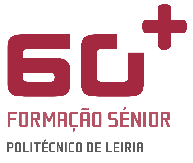 60+
FORMAÇÃO SÉNIOR
POLITÉCNICO DE LEIRIA